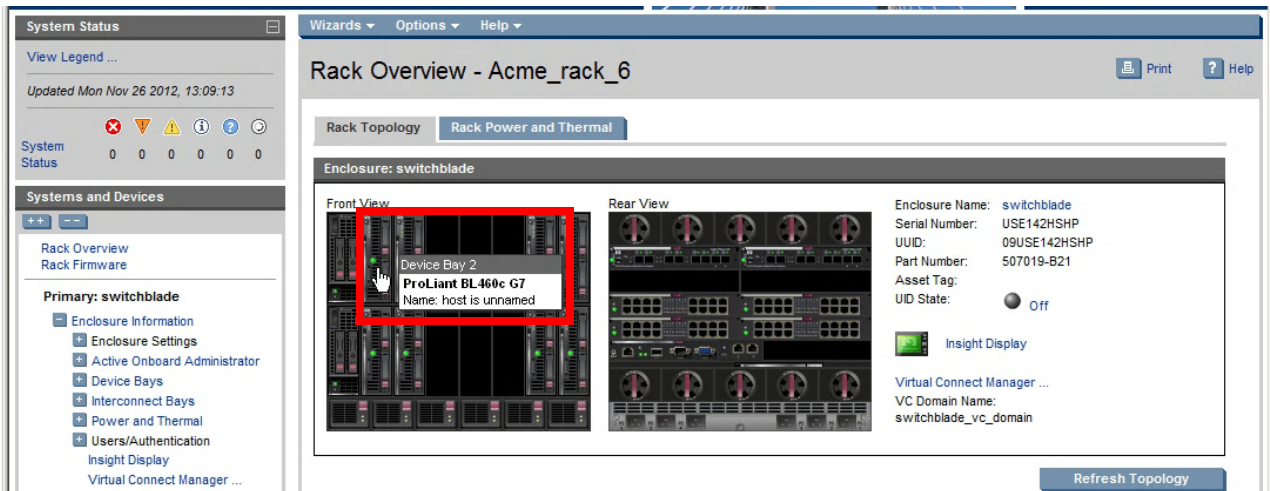 System Status
View Legend ...
Updated Mon Nov 26 2012, 13:09:13
System Status 0 0 0 0 0 0
Systems and Devices
++ --
Rack Overview
Rack Firmware
Primary: switchblade
Enclosure Information
Enclosure Settings
Active Onboard Administrator
Device Bays
Interconnect Bays
Power and Thermal
Users/Authentication
Insight Display
Virtual Connect Manager ...
Wizards Options Help
Rack Overview - Acme_rack_6
Print ? Help
Rack Topology Rack Power and Thermal
Enclosure: switchblade
Front View
Device Bay 2
ProLiant BL460c G7
Name: host is unnamed
Rear View
Enclosure Name: switchblade
Serial Number: USE142HSHP
UUID: 09USE142HSHP
Part Number: 507019-B21
Asset Tag:
UID State: Off
Insight Display
Virtual Connect Manager ...
VC Domain Name:
switchblade_vc_domain
Refresh Topology